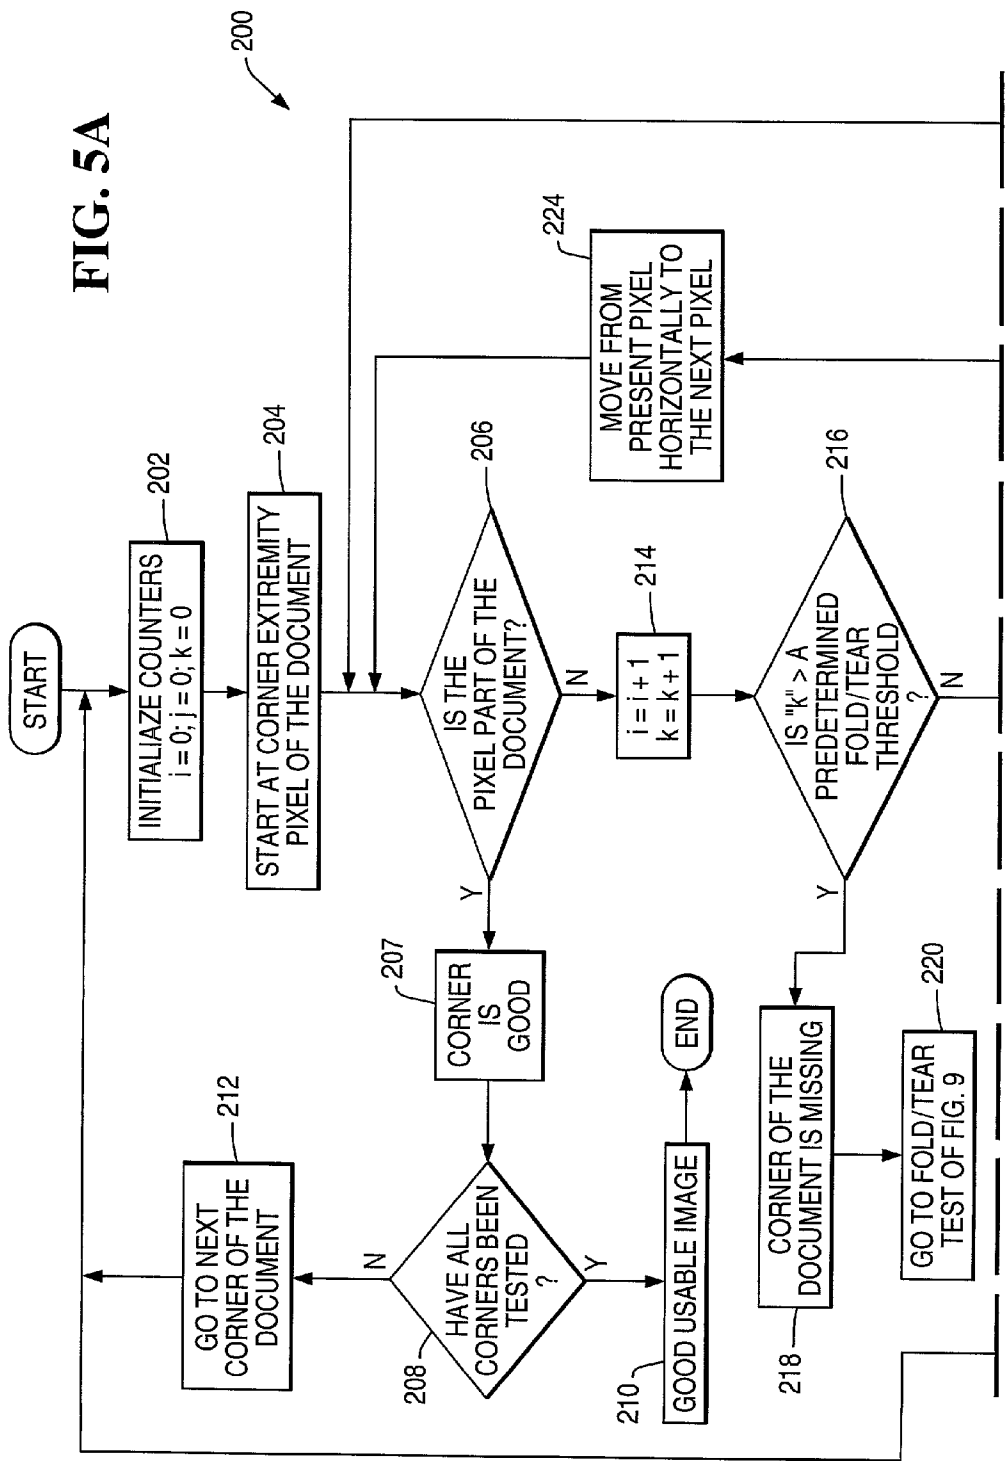 FIG. 5A
200
START
INITIALIAZE COUNTERS
i = 0; j = 0; k = 0
202
START AT CORNER EXTREMITY
PIXEL OF THE DOCUMENT
204
IS THE
PIXEL PART OF THE
DOCUMENT?
206
Y
N
CORNER
IS
GOOD
207
HAVE ALL
CORNERS BEEN
TESTED
?
208
N
Y
GO TO NEXT
CORNER OF THE
DOCUMENT
212
GOOD USABLE IMAGE
210
END
i = i + 1
k = k + 1
214
MOVE FROM
PRESENT PIXEL
HORIZONTALLY TO
THE NEXT PIXEL
224
IS "k" > A
PREDETERMINED
FOLD/TEAR
THRESHOLD
?
216
Y
N
CORNER OF THE
DOCUMENT IS MISSING
218
GO TO FOLD/TEAR
TEST OF FIG. 9
220